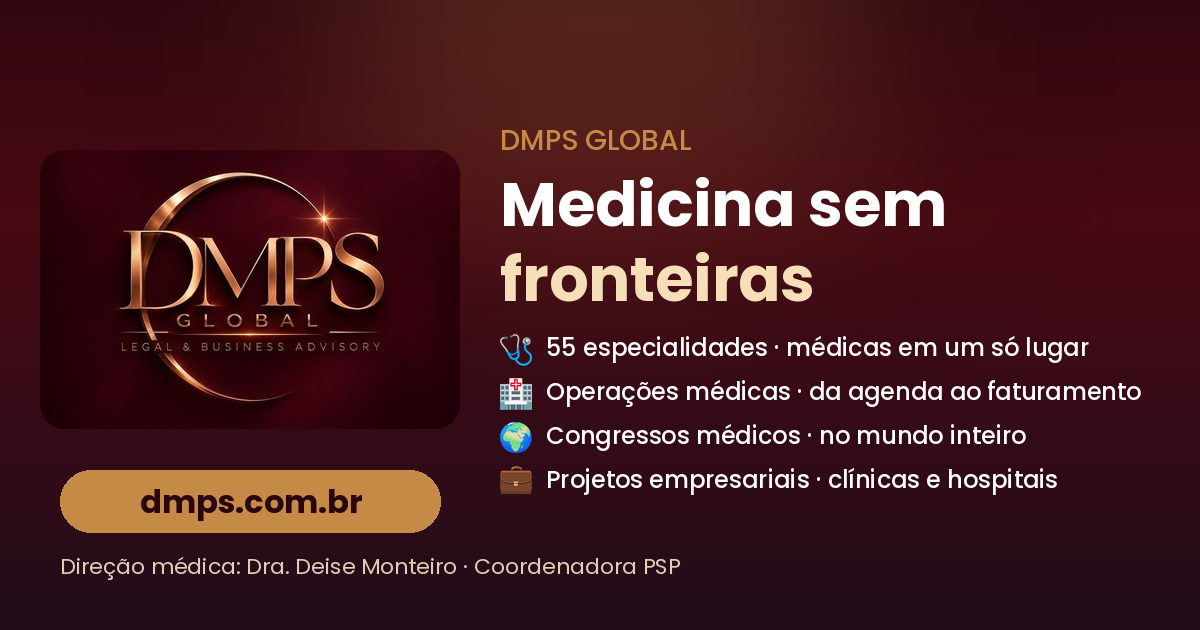 DMPS
GLOBAL
LEGAL & BUSINESS ADVISORY
dmps.com.br
DMPS GLOBAL
Medicina sem
fronteiras
55 especialidades · médicas em um só lugar
Operações médicas · da agenda ao faturamento
Congressos médicos · no mundo inteiro
Projetos empresariais · clínicas e hospitais
Direção médica: Dra. Deise Monteiro · Coordenadora PSP